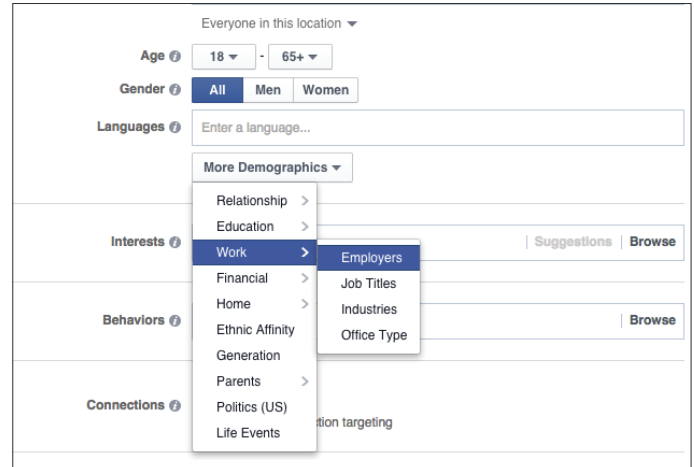 Everyone in this location
Age 18 - 65+
Gender All Men Women
Languages Enter a language...
More Demographics
Relationship
Education
Interests Suggestions Browse
Work Employers
Financial Job Titles
Home Industries
Behaviors Browse
Ethnic Affinity Office Type
Generation
Parents
Connections
Politics (US)
targeting
Life Events